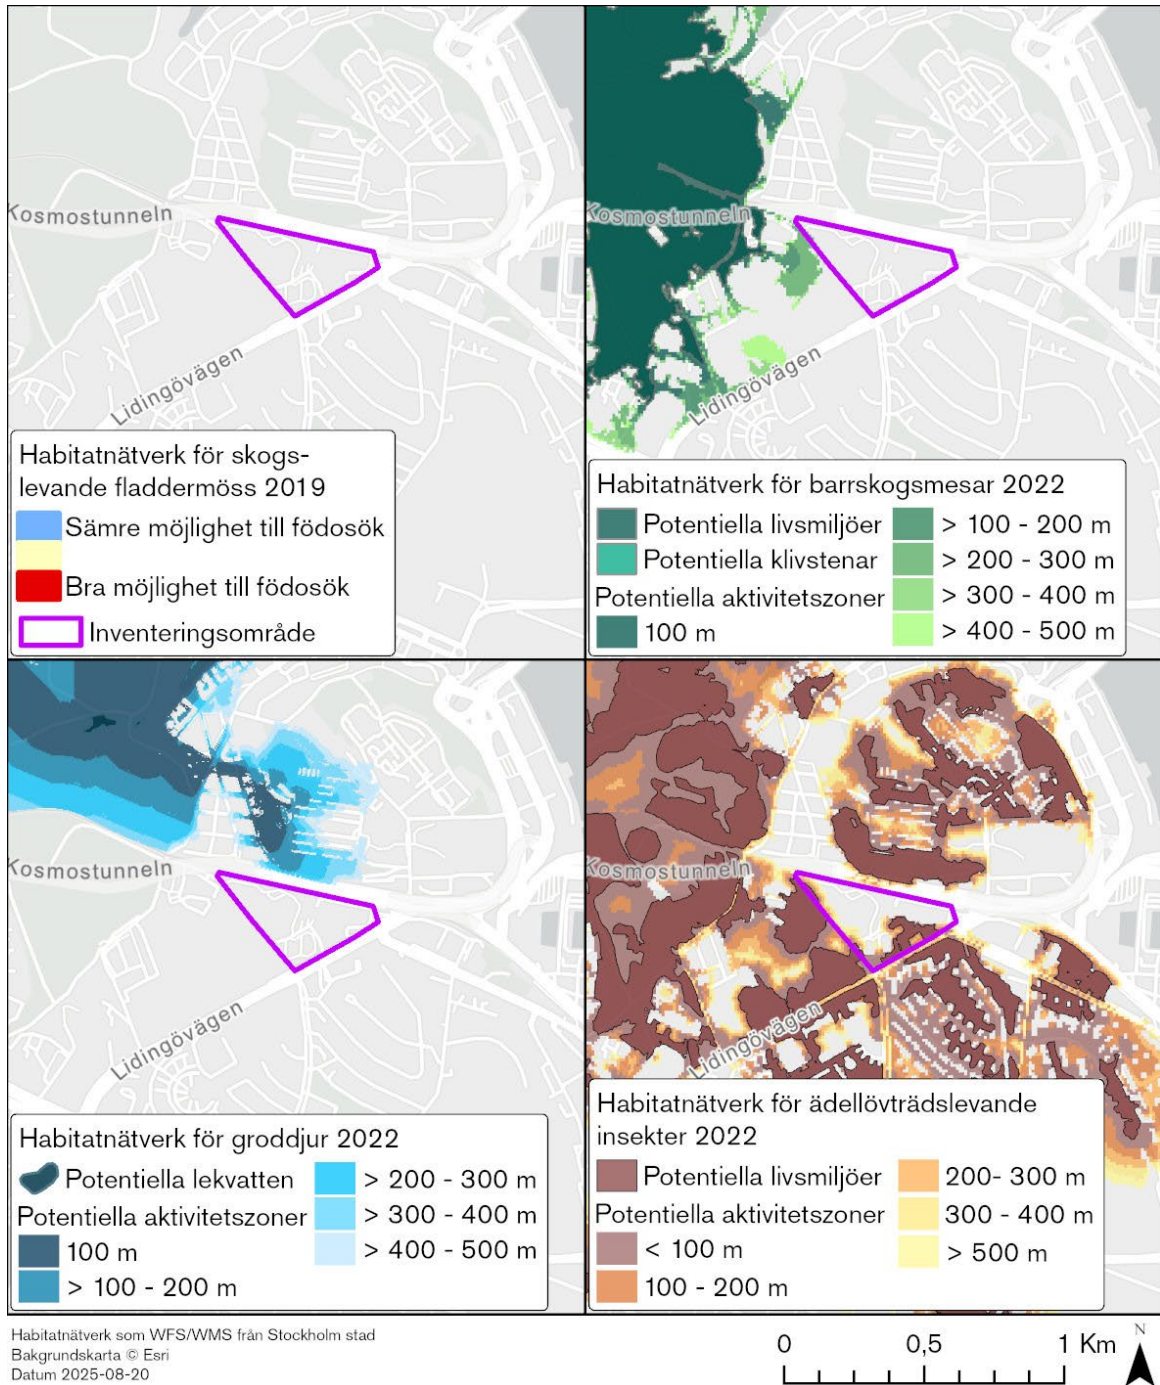 Kosmostunneln
Lidingövägen
Habitatnätverk för skogs-
levande fladdermöss 2019
Sämre möjlighet till födosök
Bra möjlighet till födosök
Inventeringsområde
Kosmostunneln
Lidingövägen
Habitatnätverk för barrskogsmesar 2022
Potentiella livsmiljöer
Potentiella klivstenar
Potentiella aktivitetszoner
100 m
> 100 - 200 m
> 200 - 300 m
> 300 - 400 m
> 400 - 500 m
Kosmostunneln
Lidingövägen
Habitatnätverk för groddjur 2022
Potentiella lekvatten
Potentiella aktivitetszoner
100 m
> 100 - 200 m
> 200 - 300 m
> 300 - 400 m
> 400 - 500 m
Kosmostunneln
Lidingövägen
Habitatnätverk för ädellövträdslevande
insekter 2022
Potentiella livsmiljöer
Potentiella aktivitetszoner
< 100 m
100 - 200 m
200- 300 m
300 - 400 m
> 500 m
Habitatnätverk som WFS/WMS från Stockholm stad
Bakgrundskarta © Esri
Datum 2025-08-20
0 0,5 1 Km
N